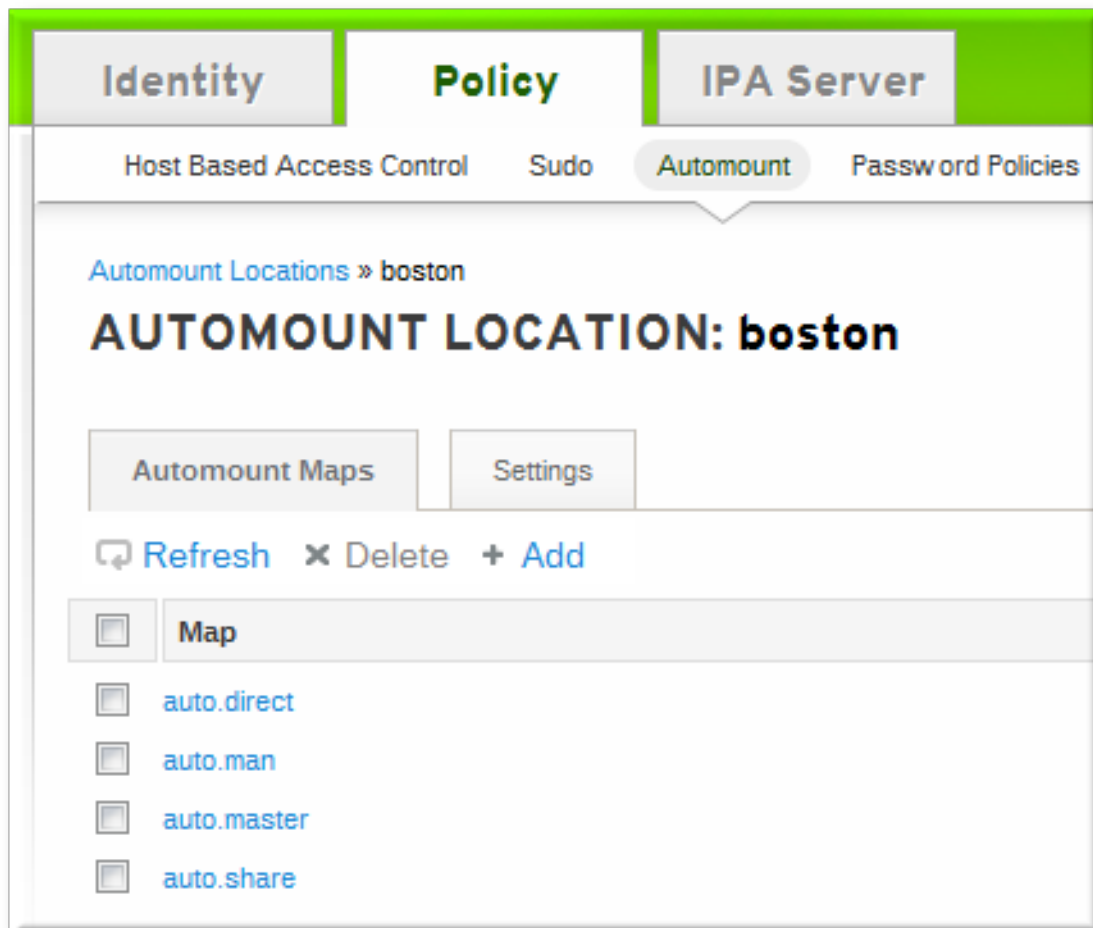 Identity Policy IPA Server
Host Based Access Control Sudo Automount Password Policies
Automount Locations » boston
AUTOMOUNT LOCATION: boston
Automount Maps Settings
Refresh Delete + Add
Map
auto.direct
auto.man
auto.master
auto.share